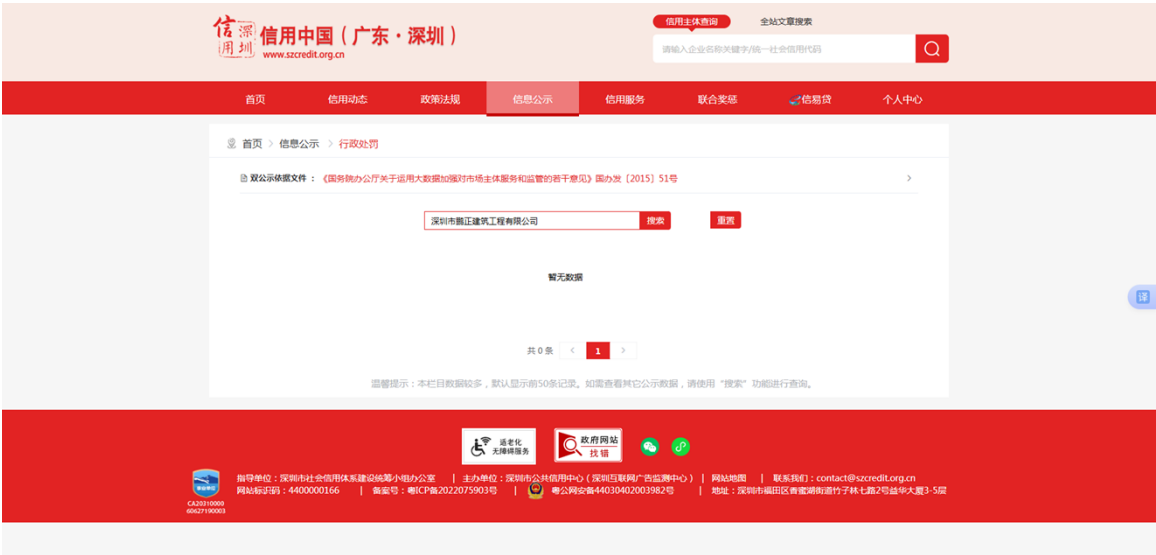 信用 深圳 信用中国（广东·深圳）
www.szcredit.org.cn
信用主体查询 全站文章搜索
请输入企业名称关键字/统一社会信用代码
首页 信用动态 政策法规 信息公示 信用服务 联合奖惩 信易贷 个人中心
首页 > 信息公示 > 行政处罚
双公示依据文件 ： 《国务院办公厅关于运用大数据加强对市场主体服务和监管的若干意见》国办发〔2015〕51号 >
深圳市鹏正建筑工程有限公司 搜索 重置
暂无数据
译
共 0 条 < 1 >
温馨提示：本栏目数据较多，默认显示前50条记录。如需查看其它公示数据，请使用“搜索”功能进行查询。
适老化
无障碍服务
政府网站
找错
指导单位：深圳市社会信用体系建设统筹小组办公室 | 主办单位：深圳市公共信用中心（深圳互联网广告监测中心） | 网站地图 | 联系我们：contact@szcredit.org.cn
网站标识码：4400000166 | 备案号：粤ICP备2022075903号 | 粤公网安备44030402003982号 | 地址：深圳市福田区香蜜湖街道竹子林七路2号益华大厦3-5层
CA20310000
60627190003